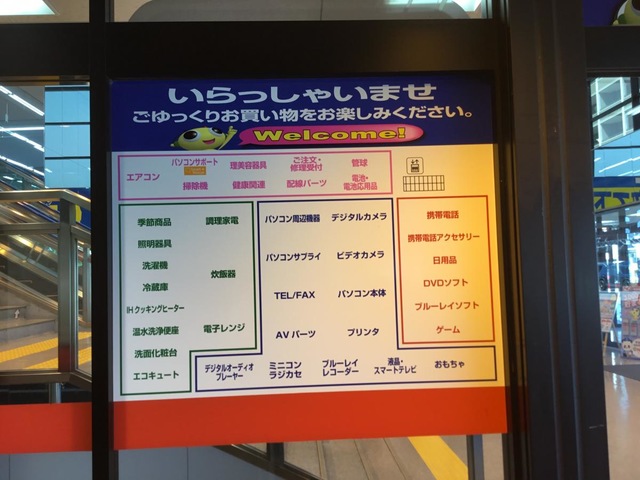 いらっしゃいませ
ごゆっくりお買い物をお楽しみください。
Welcome!
エアコン
パソコンサポート
掃除機
理美容器具
健康関連
ご注文・
修理受付
配線パーツ
管球
電池・
電池応用品
季節商品
照明器具
洗濯機
冷蔵庫
IHクッキングヒーター
温水洗浄便座
洗面化粧台
エコキュート
調理家電
炊飯器
電子レンジ
パソコン周辺機器
パソコンサプライ
TEL/FAX
AVパーツ
デジタルカメラ
ビデオカメラ
パソコン本体
プリンタ
携帯電話
携帯電話アクセサリー
日用品
DVDソフト
ブルーレイソフト
ゲーム
デジタルオーディオ
プレーヤー
ミニコン
ラジカセ
ブルーレイ
レコーダー
液晶・
スマートテレビ
おもちゃ